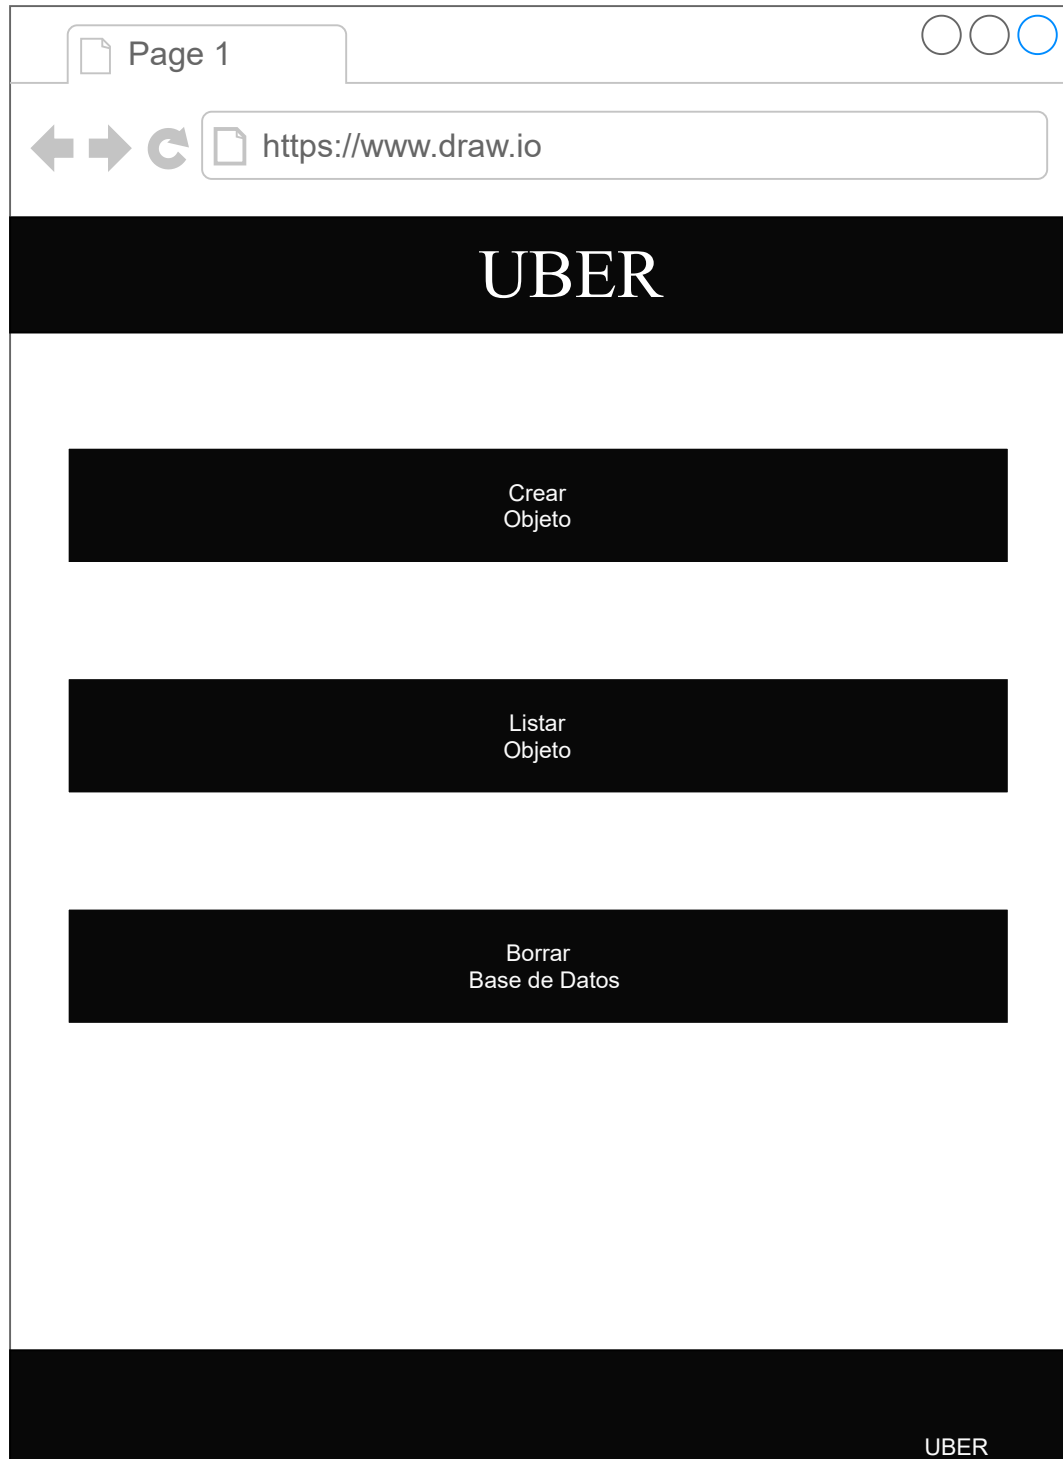 Page 1
https://www.draw.io
UBER
Crear
Objeto
Listar
Objeto
Borrar
Base de Datos
UBER